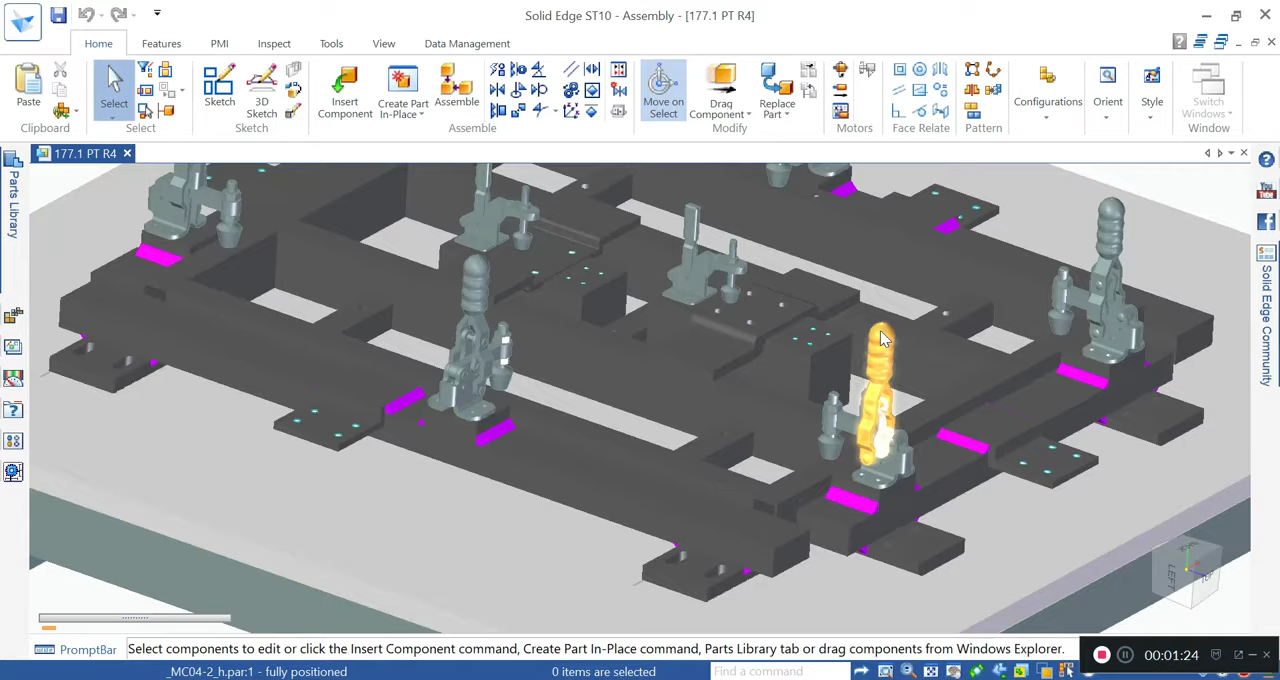 Solid Edge ST10 - Assembly - [177.1 PT R4]
Home Features PMI Inspect Tools View Data Management
Paste
Select
Sketch
3D Sketch
Insert Component
Create Part In-Place
Assemble
Move on Select
Drag Component
Replace Part
Configurations
Orient
Style
Switch Windows
Clipboard Select Sketch Assemble Modify Motors Face Relate Pattern Window
177.1 PT R4
Parts Library
You Tube
Solid Edge Community
LEFT
PromptBar
Select components to edit or click the Insert Component command, Create Part In-Place command, Parts Library tab or drag components from Windows Explorer.
00:01:24
_MC04-2_h.par:1 - fully positioned
0 items are selected
Find a command